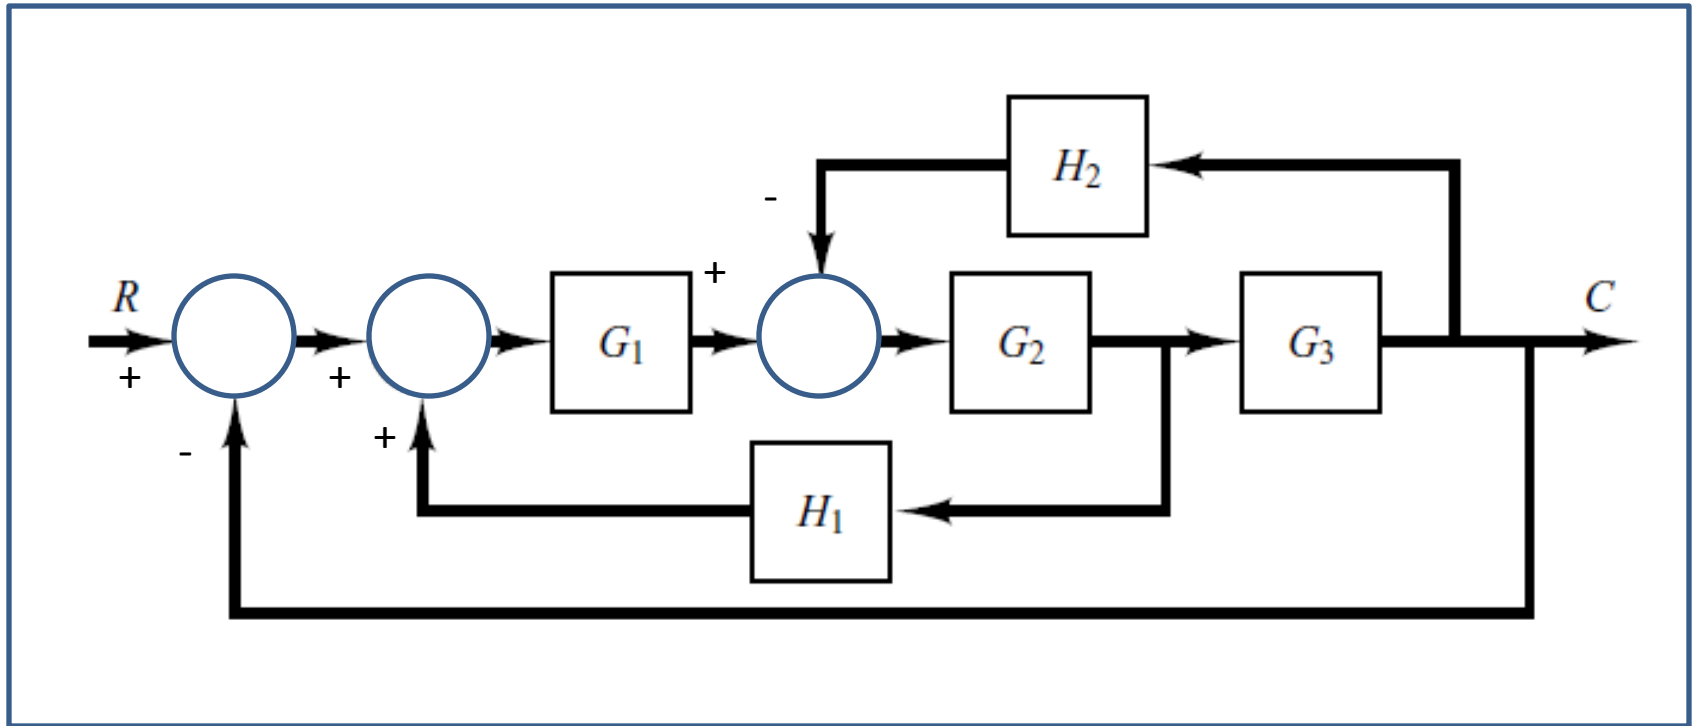 H₂
-
+
R
G₁
G₂
G₃
C
+
+
+
-
H₁